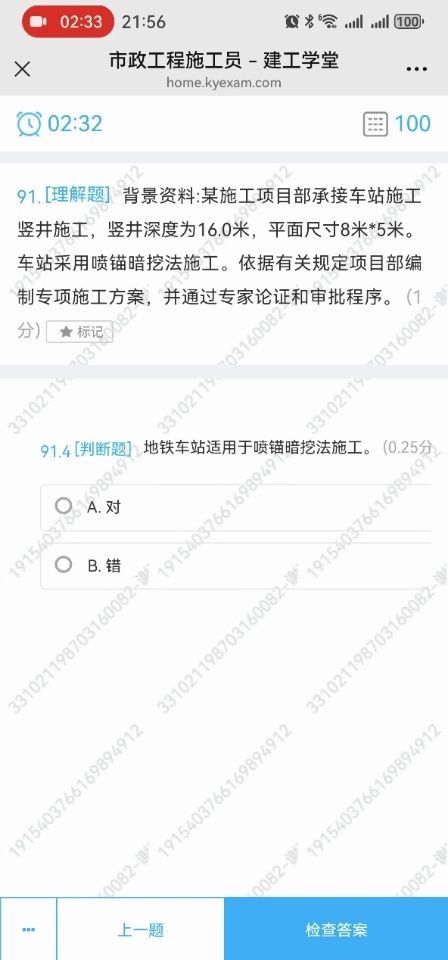 02:33 21:56 6 100
市政工程施工员 – 建工学堂
home.kyexam.com
02:32 100
91.[理解题] 背景资料:某施工项目部承接车站施工
竖井施工，竖井深度为16.0米，平面尺寸8米*5米。
车站采用喷锚暗挖法施工。依据有关规定项目部编
制专项施工方案，并通过专家论证和审批程序。(1
分) ★ 标记
91.4 [判断题] 地铁车站适用于喷锚暗挖法施工。(0.25分
A. 对
B. 错
331021198703160082-谢
1915403766169894912
上一题 检查答案